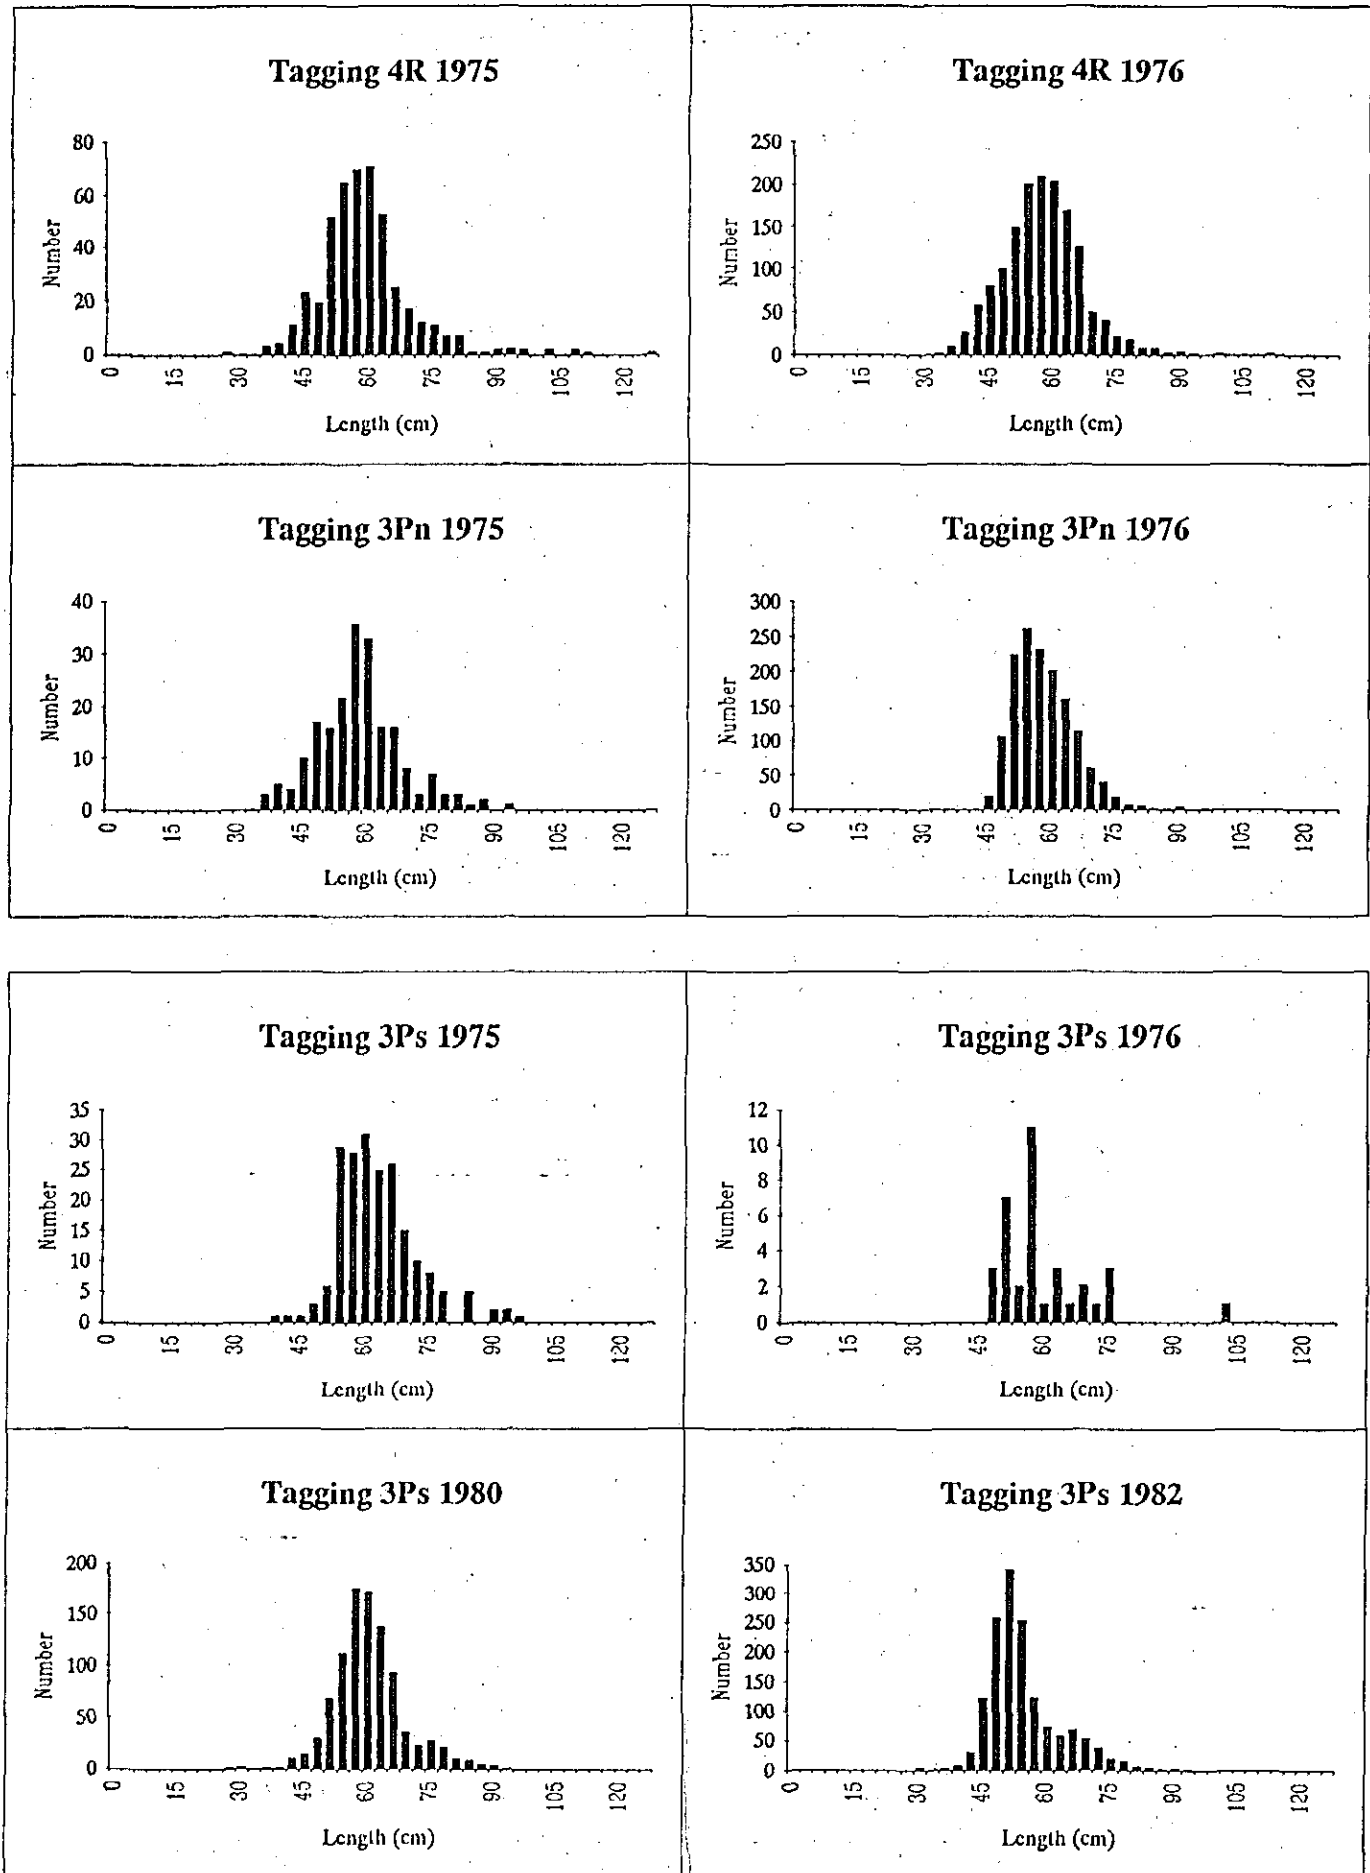 Tagging 4R 1975
80
60
40
20
0
Number
0 15 30 45 60 75 90 105 120
Length (cm)
Tagging 4R 1976
250
200
150
100
50
0
Number
0 15 30 45 60 75 90 105 120
Length (cm)
Tagging 3Pn 1975
40
30
20
10
0
Number
0 15 30 45 60 75 90 105 120
Length (cm)
Tagging 3Pn 1976
300
250
200
150
100
50
0
Number
0 15 30 45 60 75 90 105 120
Length (cm)
Tagging 3Ps 1975
35
30
25
20
15
10
5
0
Number
0 15 30 45 60 75 90 105 120
Length (cm)
Tagging 3Ps 1976
12
10
8
6
4
2
0
Number
0 15 30 45 60 75 90 105 120
Length (cm)
Tagging 3Ps 1980
200
150
100
50
0
Number
0 15 30 45 60 75 90 105 120
Length (cm)
Tagging 3Ps 1982
350
300
250
200
150
100
50
0
Number
0 15 30 45 60 75 90 105 120
Length (cm)